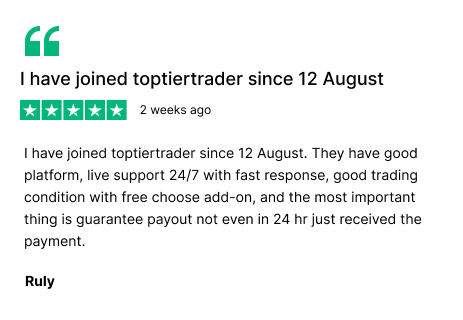 I have joined toptiertrader since 12 August
2 weeks ago
I have joined toptiertrader since 12 August. They have good
platform, live support 24/7 with fast response, good trading
condition with free choose add-on, and the most important
thing is guarantee payout not even in 24 hr just received the
payment.
Ruly